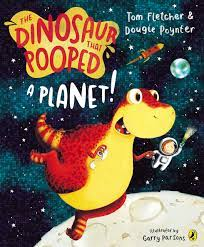 Tom Fletcher &
Dougie Poynter
THE
DINOSAUR
THAT
POOPED
A PLANET!
Illustrated by
Garry Parsons